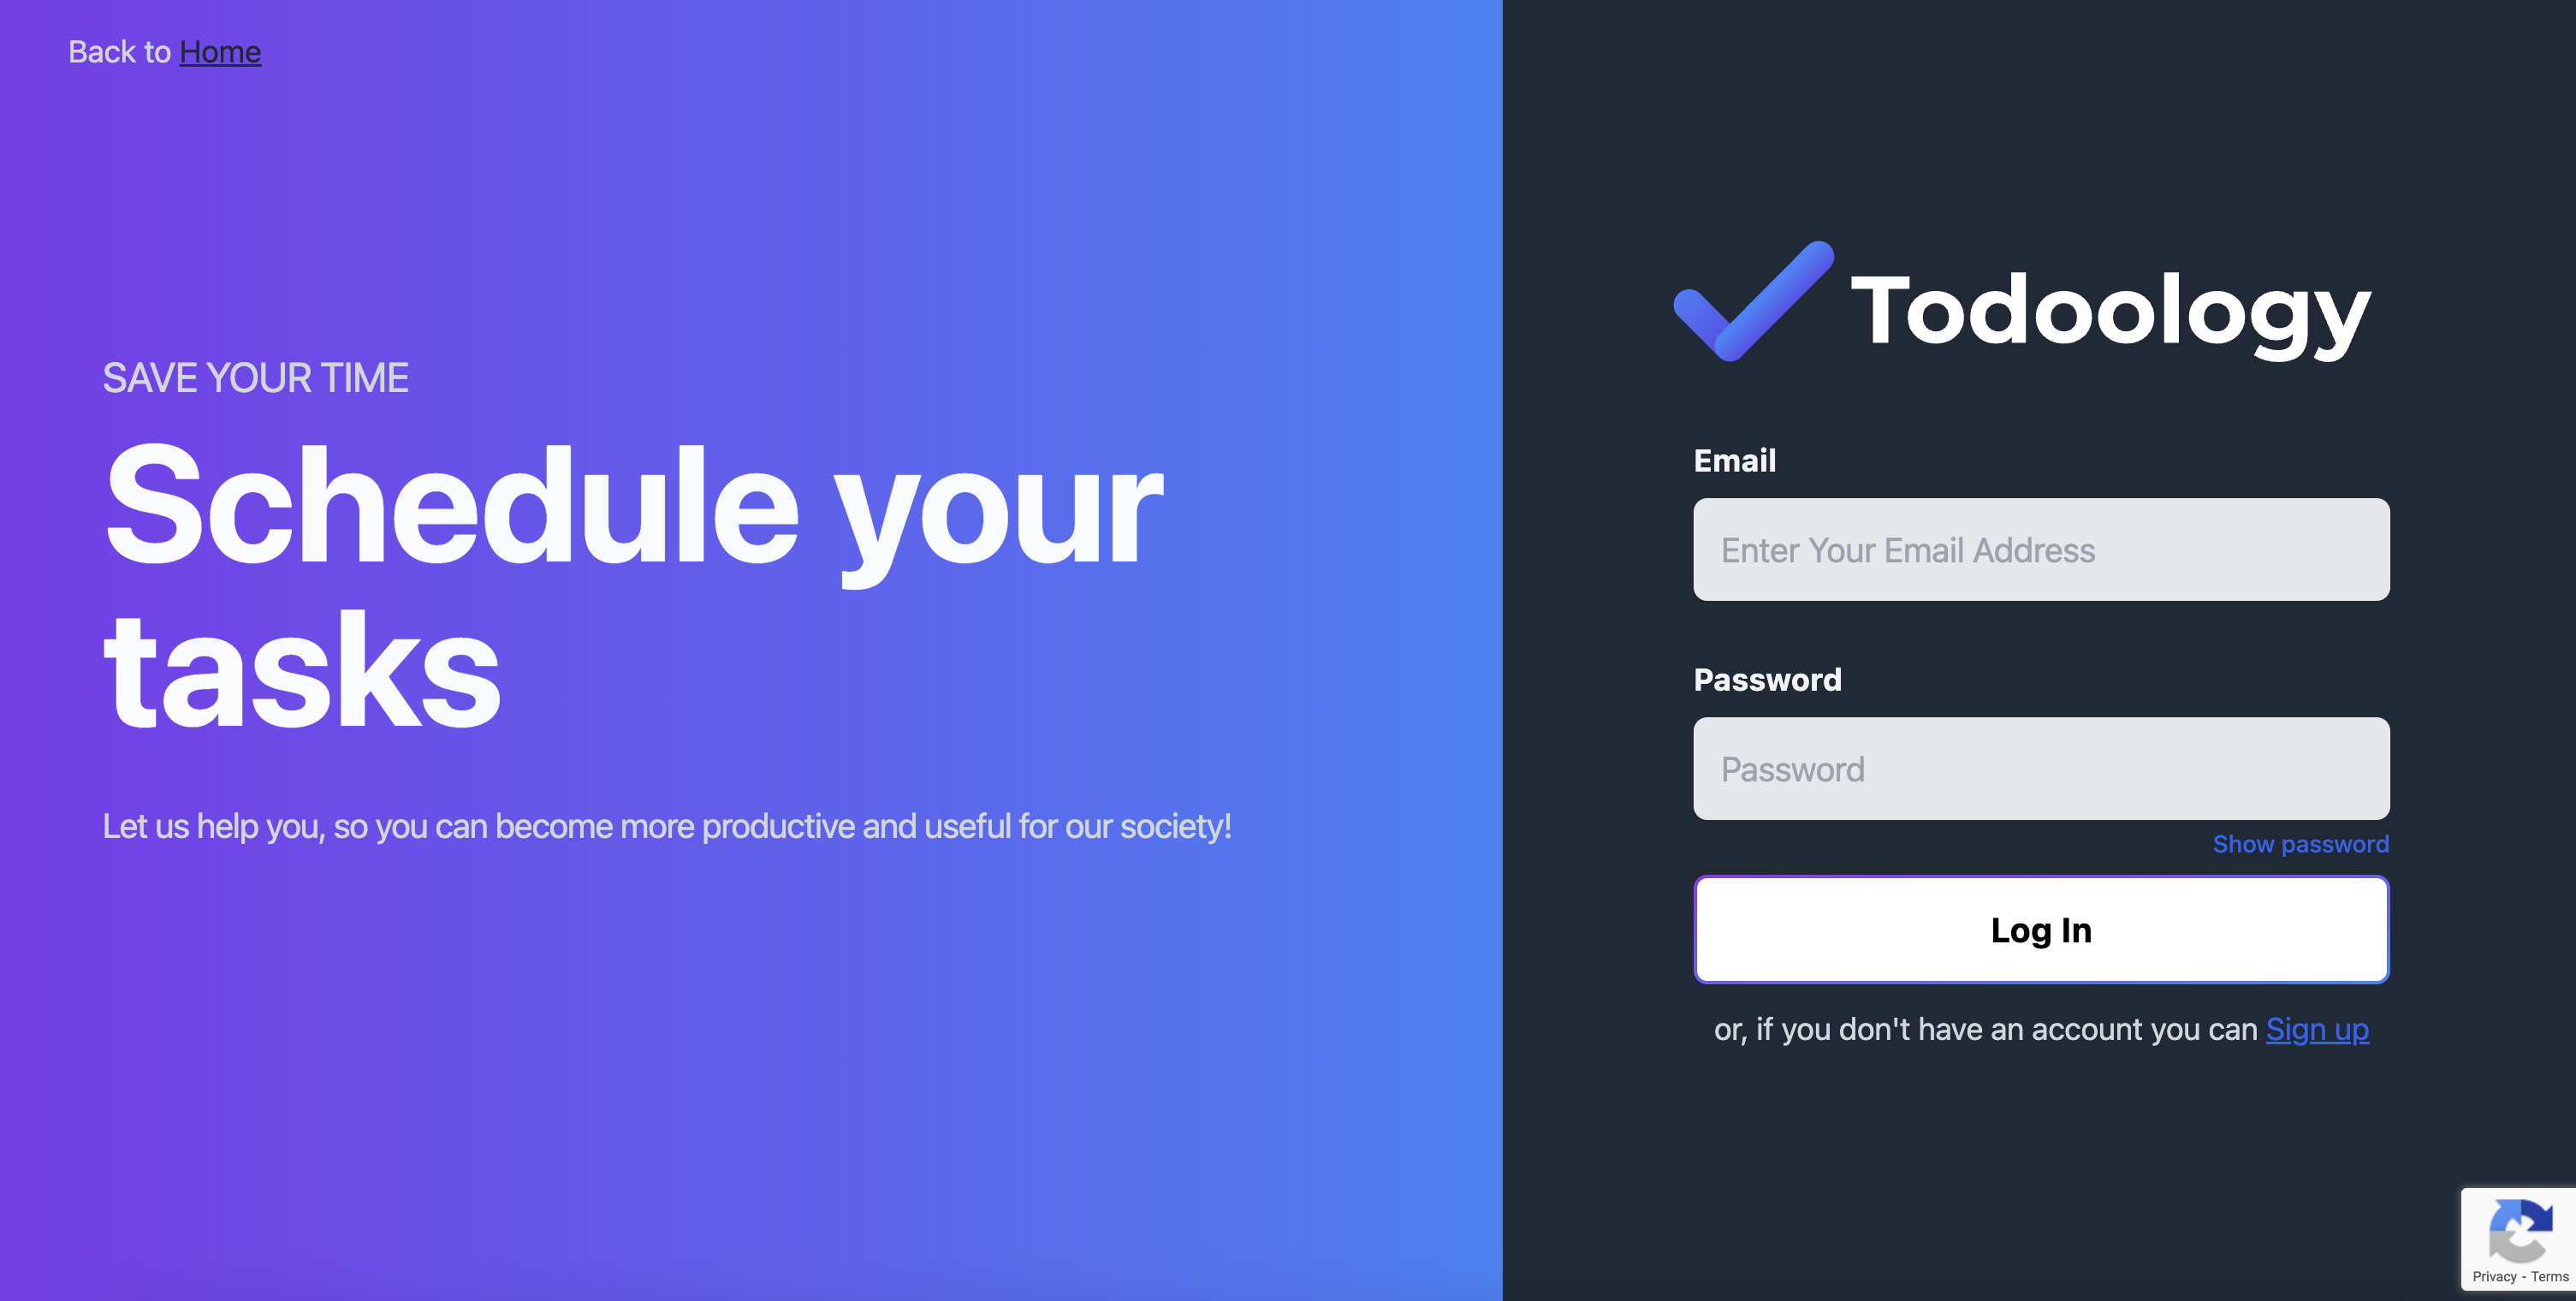 Back to Home
SAVE YOUR TIME
Schedule your
tasks
Let us help you, so you can become more productive and useful for our society!
Todoology
Email
Enter Your Email Address
Password
Password
Show password
Log In
or, if you don't have an account you can Sign up
Privacy - Terms